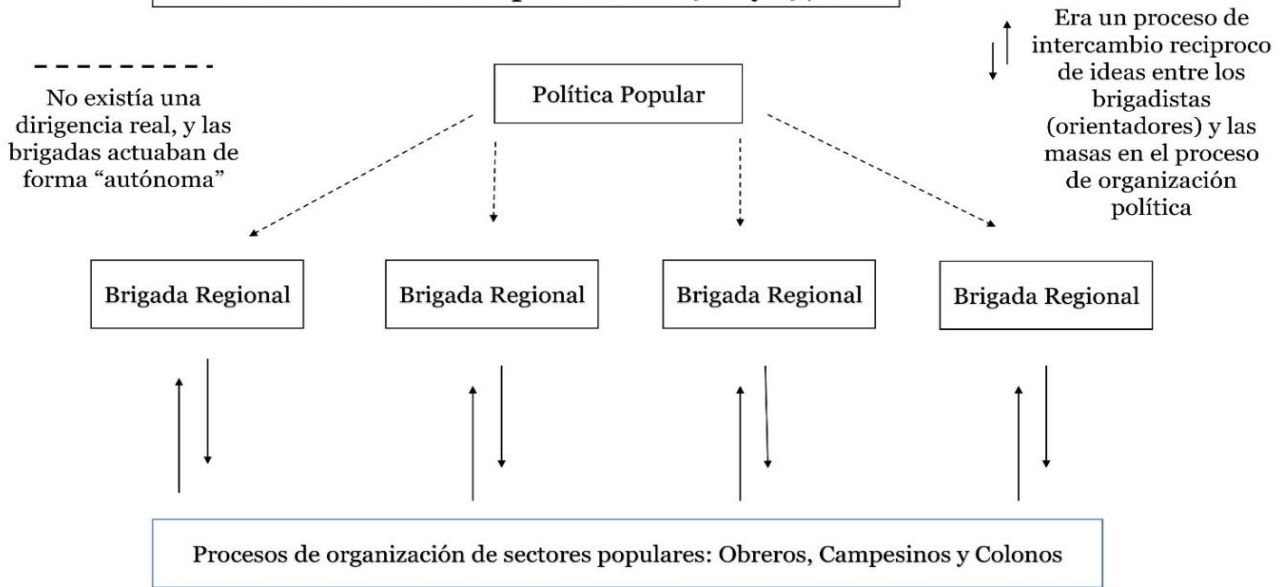 No existía una
dirigencia real, y las
brigadas actuaban de
forma “autónoma”
Política Popular
Era un proceso de
intercambio reciproco
de ideas entre los
brigadistas
(orientadores) y las
masas en el proceso
de organización
política
Brigada Regional
Brigada Regional
Brigada Regional
Brigada Regional
Procesos de organización de sectores populares: Obreros, Campesinos y Colonos